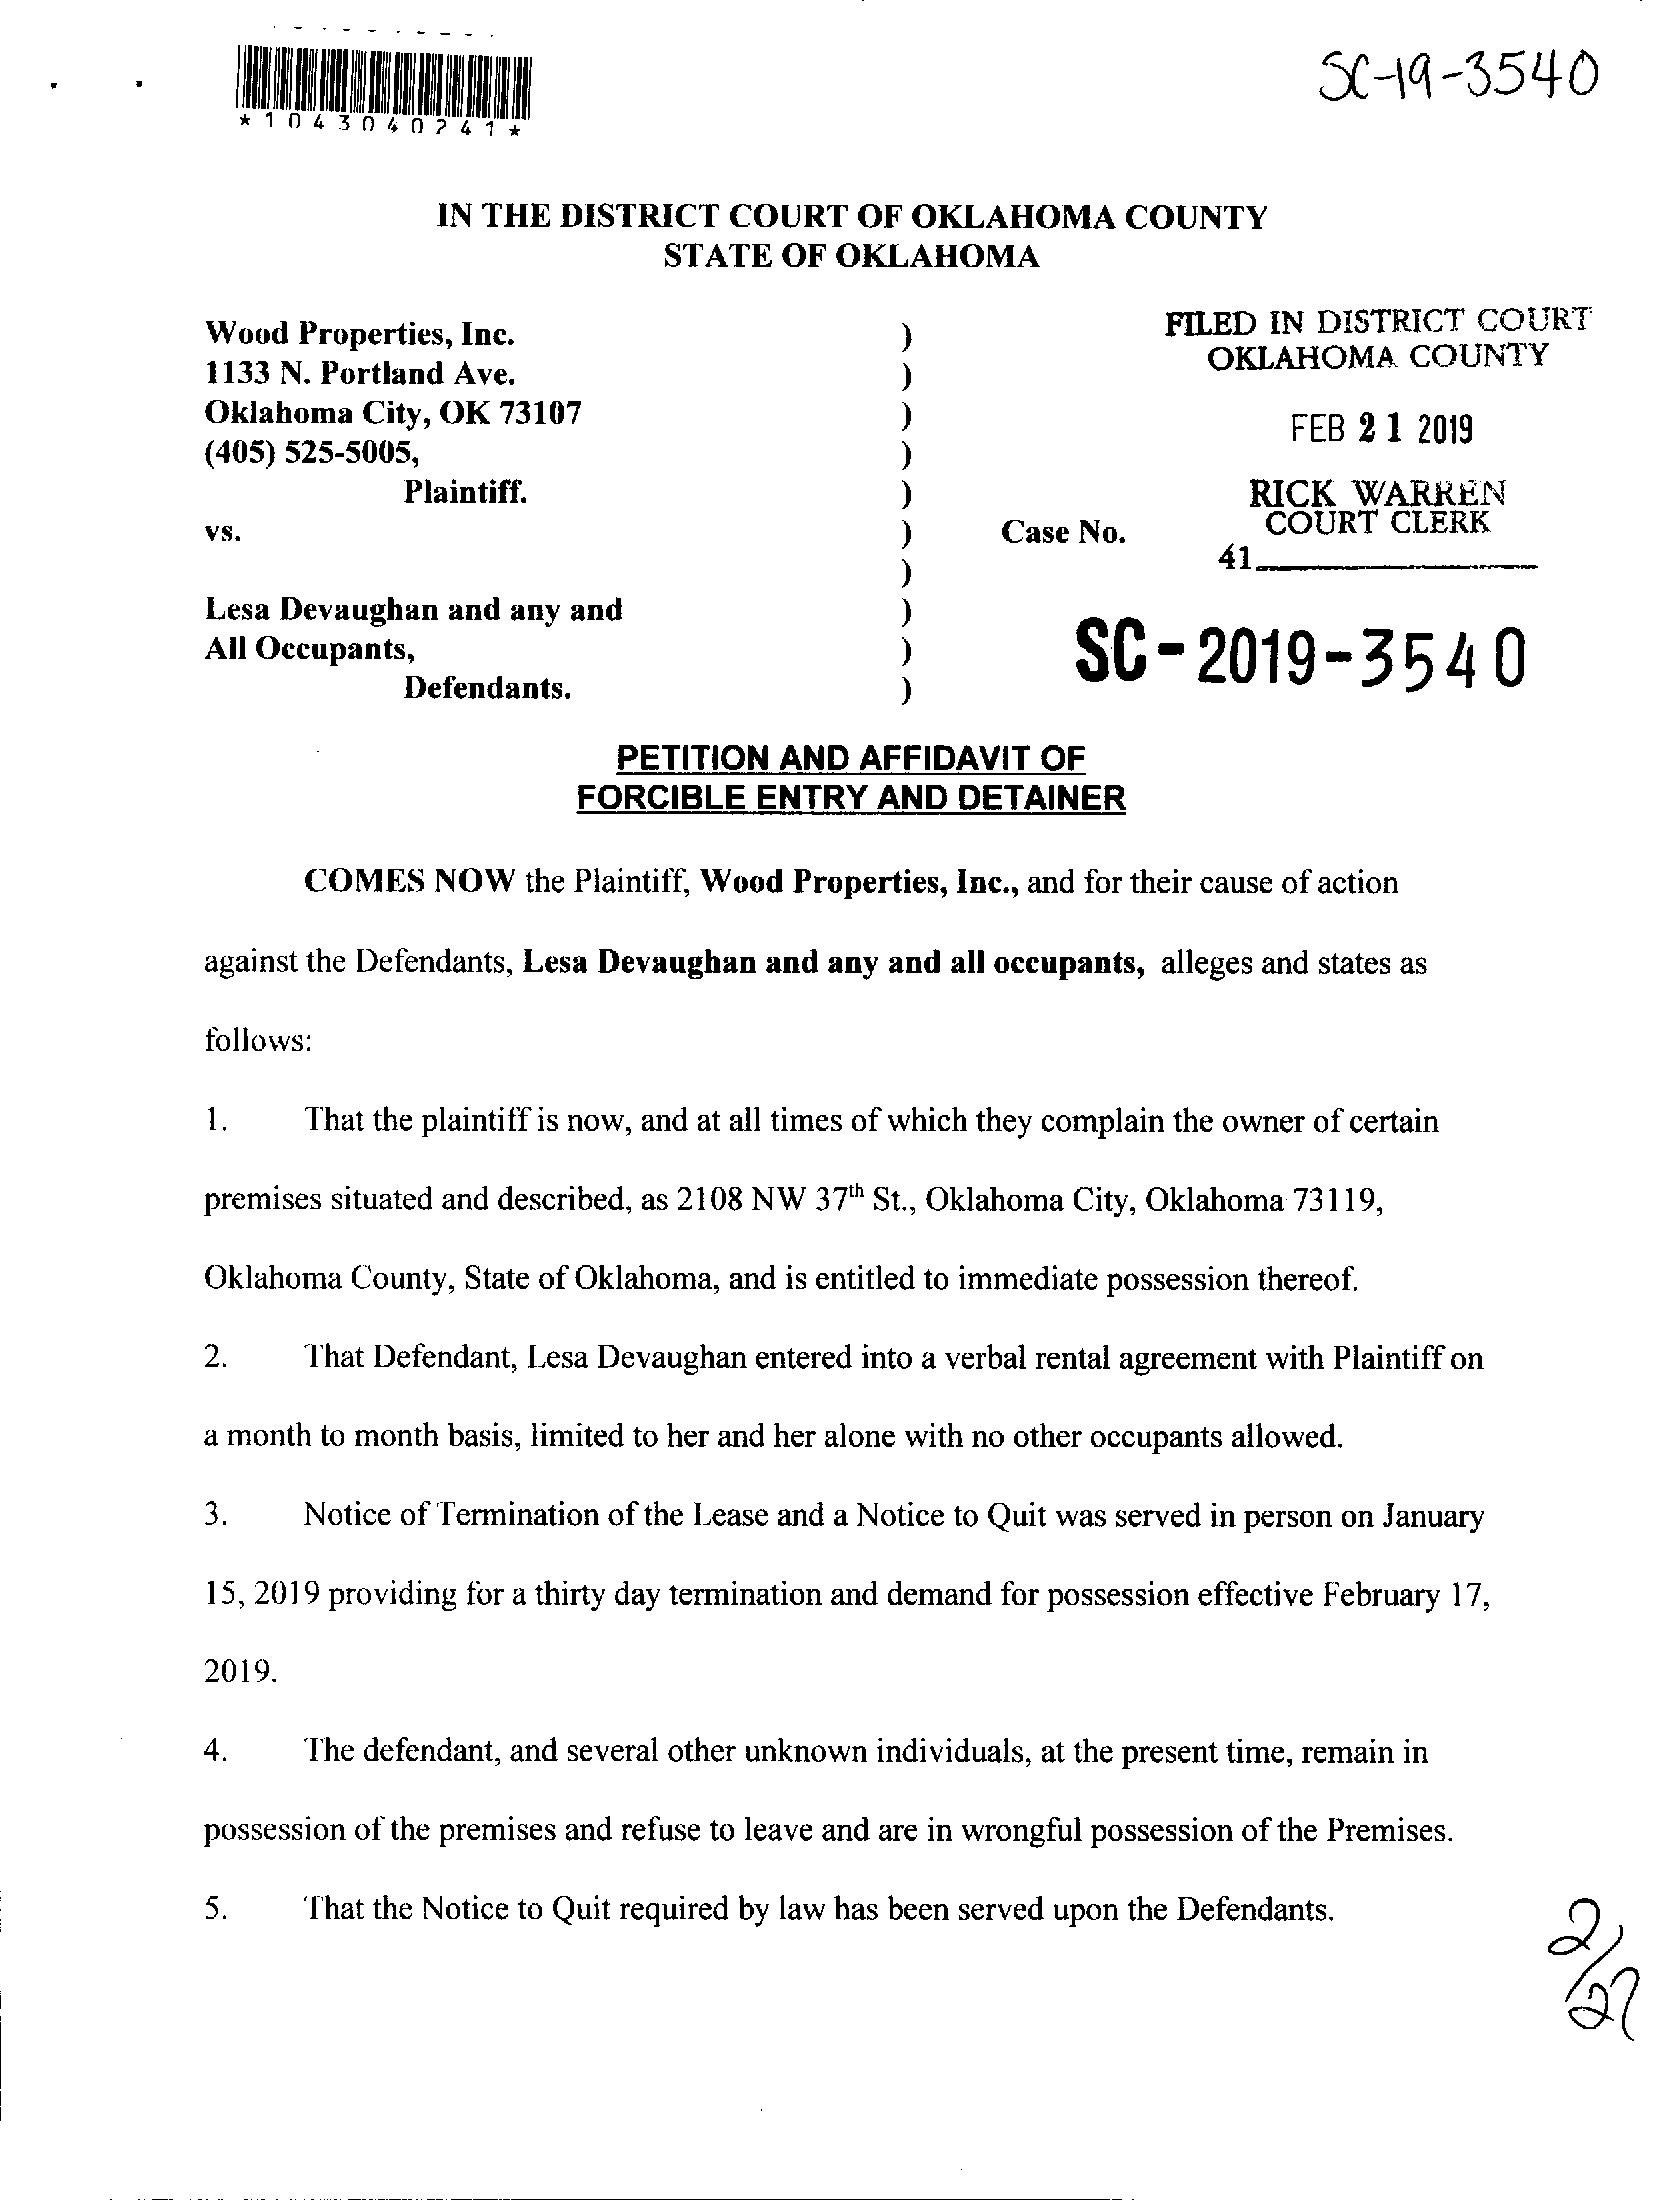 SC-19-3540
*1043040241*
IN THE DISTRICT COURT OF OKLAHOMA COUNTY
STATE OF OKLAHOMA
Wood Properties, Inc. )
1133 N. Portland Ave. )
Oklahoma City, OK 73107 )
(405) 525-5005, )
Plaintiff. )
vs. ) Case No.
)
Lesa Devaughan and any and )
All Occupants, )
Defendants. )
FILED IN DISTRICT COURT
OKLAHOMA COUNTY
FEB 21 2019
RICK WARREN
COURT CLERK
41
SC-2019-3540
PETITION AND AFFIDAVIT OF
FORCIBLE ENTRY AND DETAINER
COMES NOW the Plaintiff, Wood Properties, Inc., and for their cause of action
against the Defendants, Lesa Devaughan and any and all occupants, alleges and states as
follows:
1. That the plaintiff is now, and at all times of which they complain the owner of certain
premises situated and described, as 2108 NW 37th St., Oklahoma City, Oklahoma 73119,
Oklahoma County, State of Oklahoma, and is entitled to immediate possession thereof.
2. That Defendant, Lesa Devaughan entered into a verbal rental agreement with Plaintiff on
a month to month basis, limited to her and her alone with no other occupants allowed.
3. Notice of Termination of the Lease and a Notice to Quit was served in person on January
15, 2019 providing for a thirty day termination and demand for possession effective February 17,
2019.
4. The defendant, and several other unknown individuals, at the present time, remain in
possession of the premises and refuse to leave and are in wrongful possession of the Premises.
5. That the Notice to Quit required by law has been served upon the Defendants.
2/27